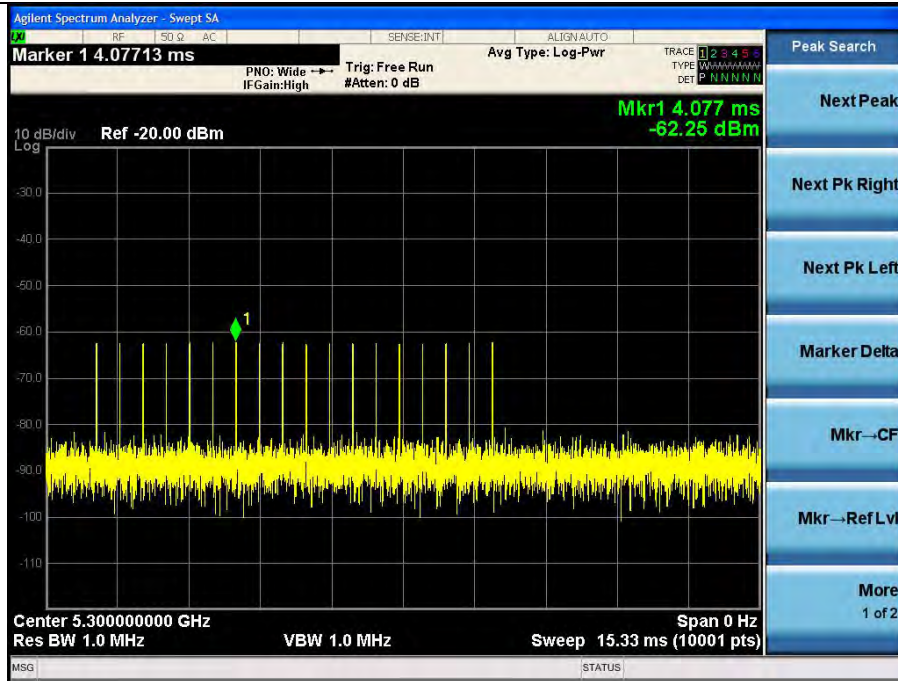 Agilent Spectrum Analyzer - Swept SA
LXI RF 50 Ω AC SENSE:INT ALIGN AUTO
Marker 1 4.07713 ms
PNO: Wide
IFGain:High
Trig: Free Run
#Atten: 0 dB
Avg Type: Log-Pwr
TRACE 1 2 3 4 5 6
TYPE WWWWWW
DET P N N N N N
Peak Search
Mkr1 4.077 ms
-62.25 dBm
10 dB/div Ref -20.00 dBm
Log
-30.0
-40.0
-50.0
-60.0
-70.0
-80.0
-90.0
-100
-110
1
Next Peak
Next Pk Right
Next Pk Left
Marker Delta
Mkr→CF
Mkr→Ref Lvl
More
1 of 2
Center 5.300000000 GHz Span 0 Hz
Res BW 1.0 MHz VBW 1.0 MHz Sweep 15.33 ms (10001 pts)
MSG STATUS